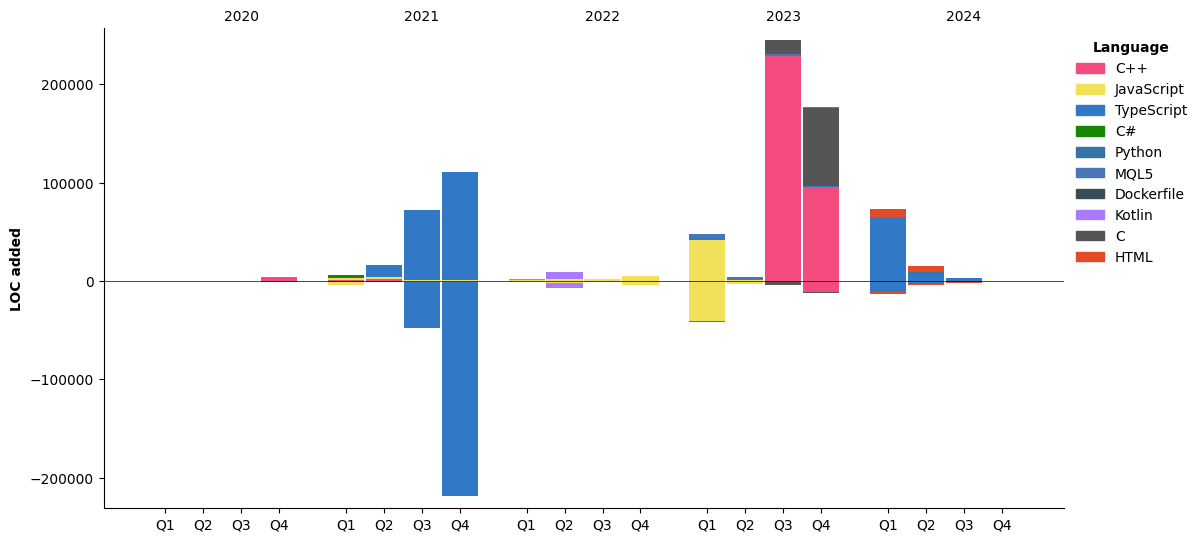 2020 2021 2022 2023 2024
Language
C++
JavaScript
TypeScript
C#
Python
MQL5
Dockerfile
Kotlin
C
HTML
LOC added
200000
100000
0
−100000
−200000
Q1 Q2 Q3 Q4 Q1 Q2 Q3 Q4 Q1 Q2 Q3 Q4 Q1 Q2 Q3 Q4 Q1 Q2 Q3 Q4